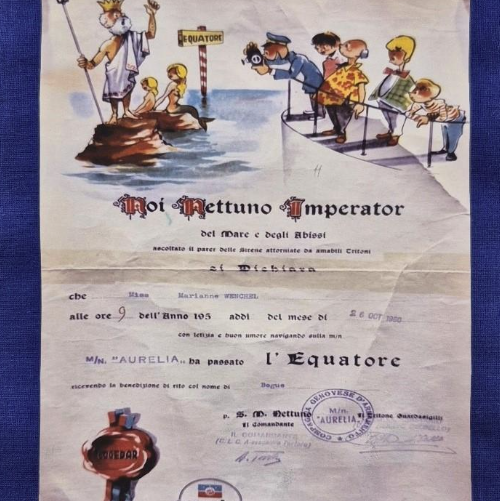 EQUATORE
Noi Nettuno Imperator
del Mare e degli Abissi
ascoltato il parer delle Sirene attorniate da amabili Tritoni
si Dichiara
che Miss Marianne WENCHEL
alle ore 9 dell'Anno 195 addi del mese di 26 OCT 1960
con letizia e buon umore navigando sulla m/n
M/N. "AURELIA" ha passato l'Equatore
ricevendo la benedizione di rito col nome di Bagus
p. S. M. Nettuno
Il Tritone Guardasigilli
Il Comandante
IL COMANDANTE
COMPAGNIA GENOVESE D'ARMAMENTO
M/n.
"AURELIA"
CODEDAR